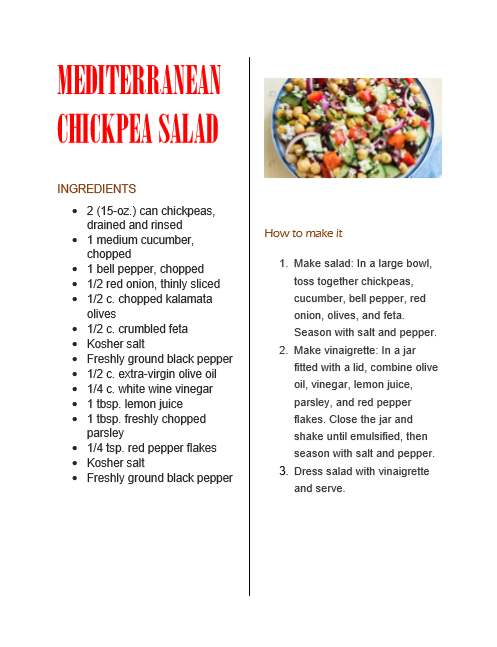 MEDITERRANEAN
CHICKPEA SALAD
INGREDIENTS
• 2 (15-oz.) can chickpeas,
drained and rinsed
• 1 medium cucumber,
chopped
• 1 bell pepper, chopped
• 1/2 red onion, thinly sliced
• 1/2 c. chopped kalamata
olives
• 1/2 c. crumbled feta
• Kosher salt
• Freshly ground black pepper
• 1/2 c. extra-virgin olive oil
• 1/4 c. white wine vinegar
• 1 tbsp. lemon juice
• 1 tbsp. freshly chopped
parsley
• 1/4 tsp. red pepper flakes
• Kosher salt
• Freshly ground black pepper
How to make it
1. Make salad: In a large bowl,
toss together chickpeas,
cucumber, bell pepper, red
onion, olives, and feta.
Season with salt and pepper.
2. Make vinaigrette: In a jar
fitted with a lid, combine olive
oil, vinegar, lemon juice,
parsley, and red pepper
flakes. Close the jar and
shake until emulsified, then
season with salt and pepper.
3. Dress salad with vinaigrette
and serve.